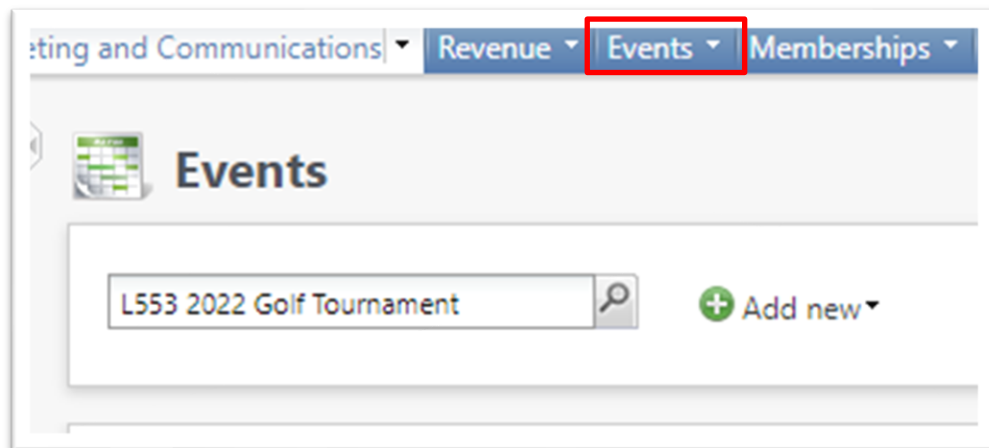 eting and Communications Revenue Events Memberships
Events
L553 2022 Golf Tournament Add new